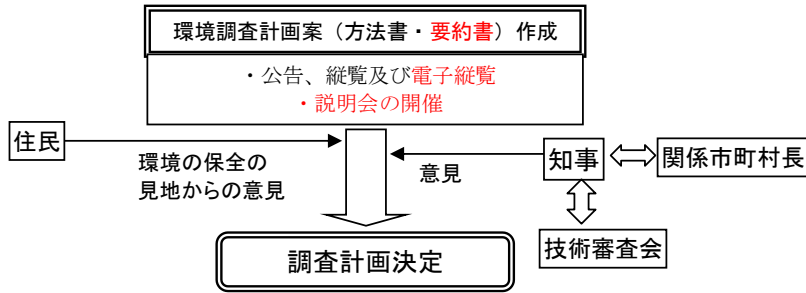 環境調査計画案（方法書・要約書）作成
・公告、縦覧及び電子縦覧
・説明会の開催
住民
環境の保全の
見地からの意見
意見
知事
関係市町村長
技術審査会
調査計画決定